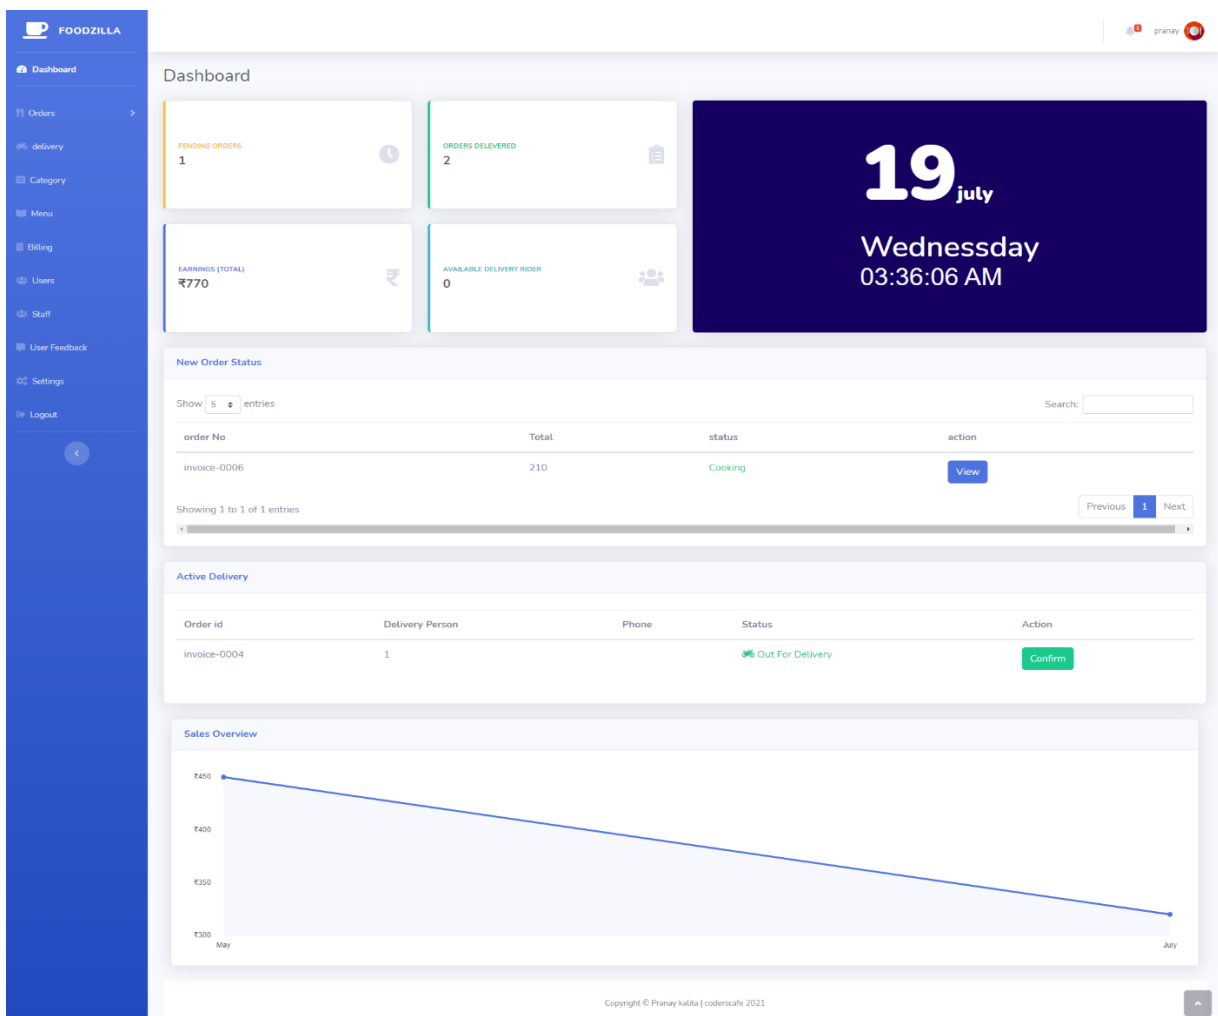 FOODZILLA
3
pranay
Dashboard
Orders
delivery
Category
Menu
Billing
Users
Staff
User Feedback
Settings
Logout
Dashboard
PENDING ORDERS
1
ORDERS DELEVERED
2
EARNINGS (TOTAL)
₹770
AVAILABLE DELIVERY RIDER
0
19 july
Wednessday
03:36:06 AM
New Order Status
Show 5 entries Search:
order No Total status action
invoice-0006 210 Cooking View
Showing 1 to 1 of 1 entries Previous 1 Next
Active Delivery
Order id Delivery Person Phone Status Action
invoice-0004 1 Out For Delivery Confirm
Sales Overview
₹450
₹400
₹350
₹300
May July
Copyright © Pranay kalita | coderscafe 2021